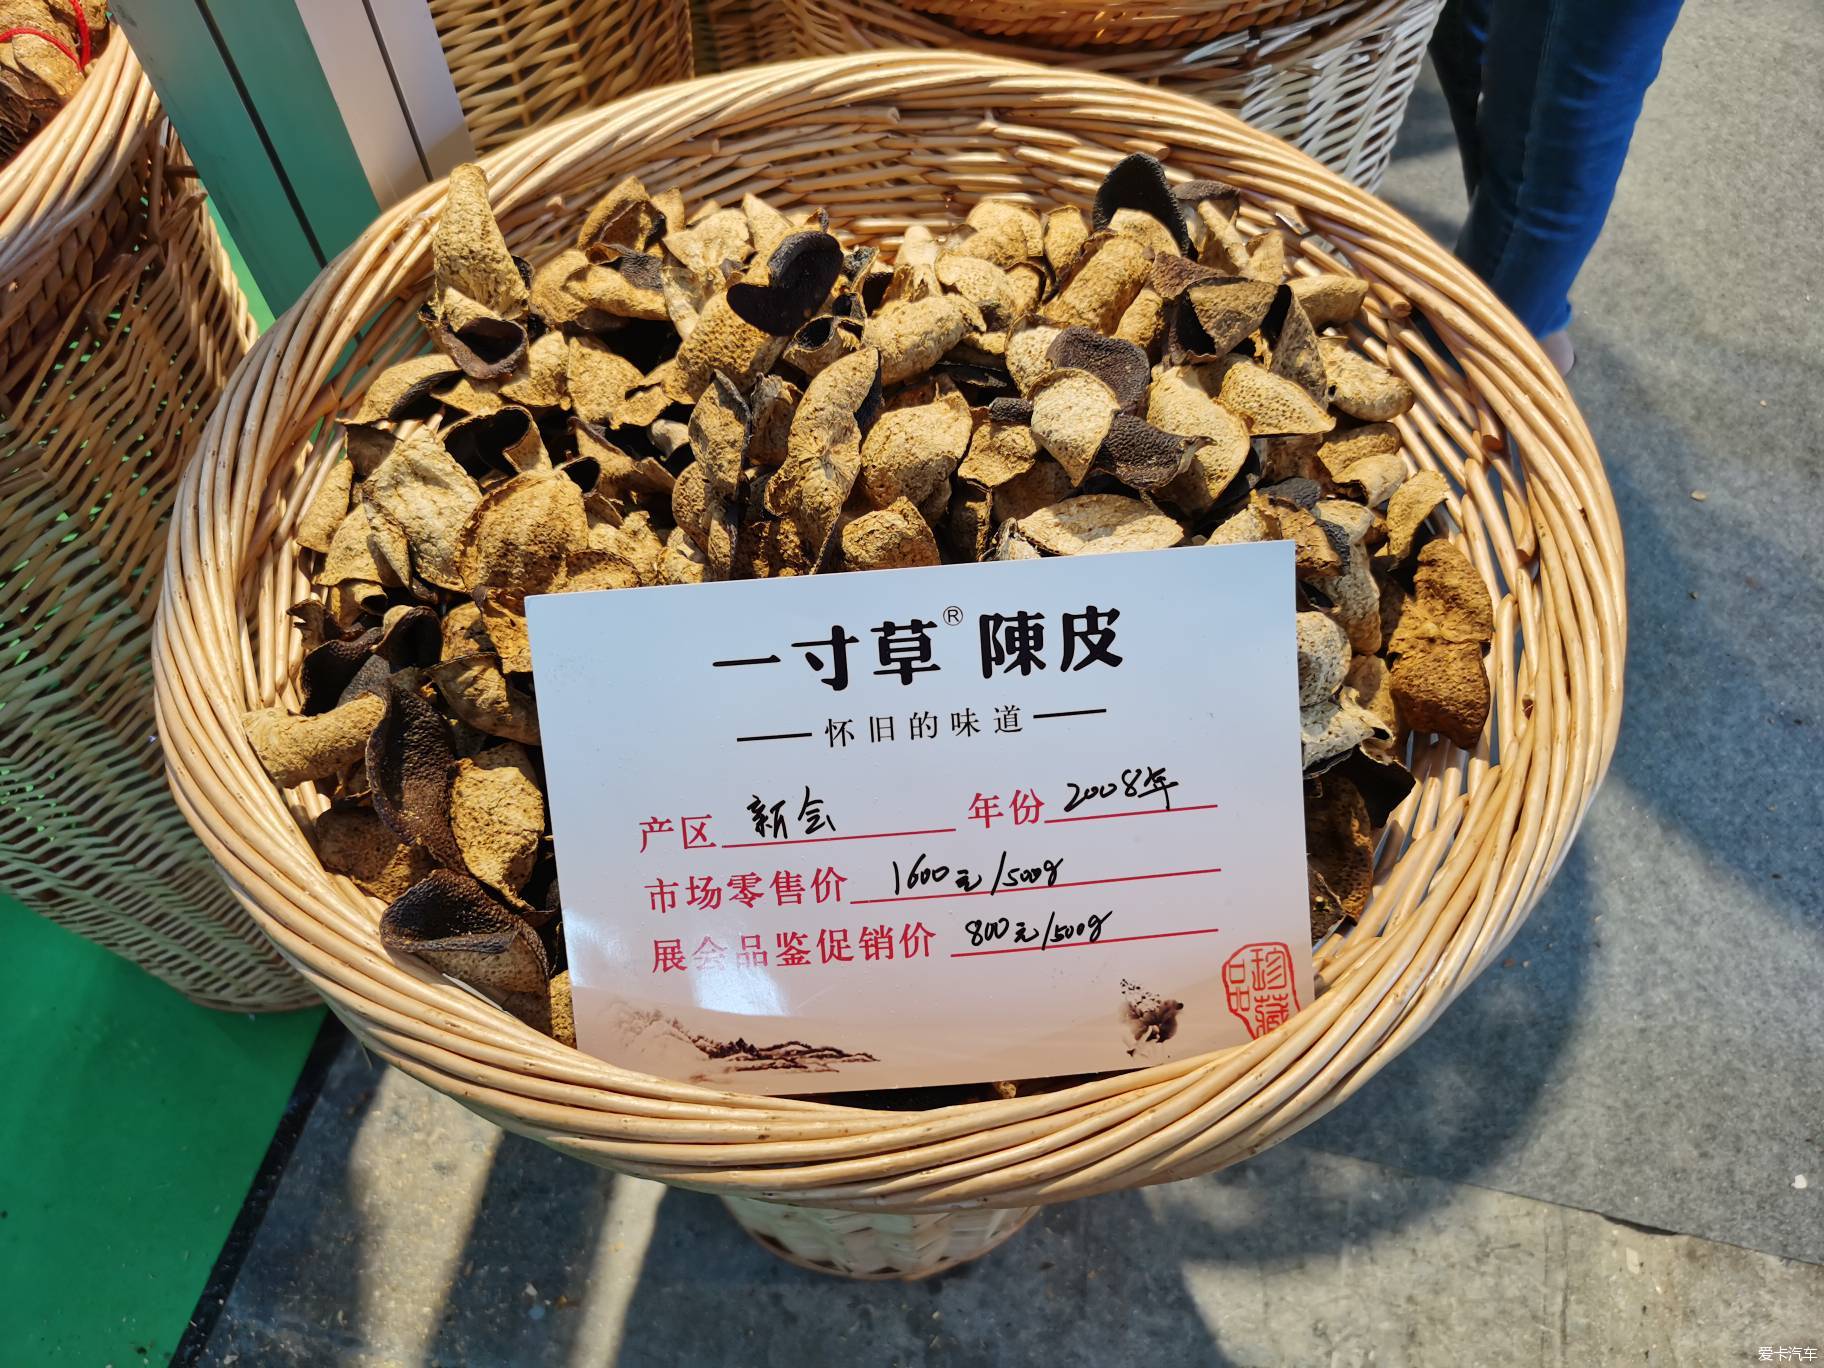 一寸草® 陳皮
怀旧的味道
产区 新会 年份 2008年
市场零售价 1600元/500g
展会品鉴促销价 800元/500g
珍藏品
爱卡汽车